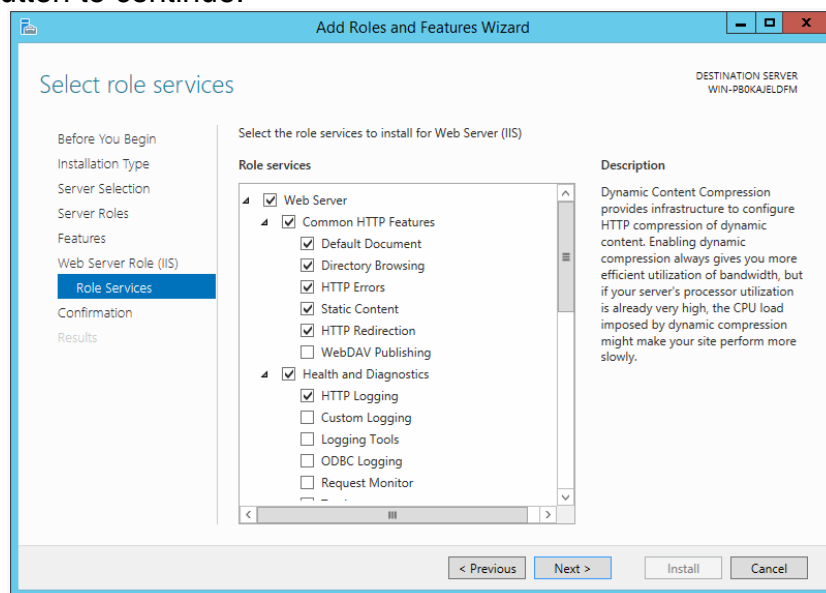 button to continue.
Add Roles and Features Wizard
Select role services
DESTINATION SERVER
WIN-PB0KAJELDFM
Before You Begin
Installation Type
Server Selection
Server Roles
Features
Web Server Role (IIS)
Role Services
Confirmation
Results
Select the role services to install for Web Server (IIS)
Role services
Web Server
Common HTTP Features
Default Document
Directory Browsing
HTTP Errors
Static Content
HTTP Redirection
WebDAV Publishing
Health and Diagnostics
HTTP Logging
Custom Logging
Logging Tools
ODBC Logging
Request Monitor
Description
Dynamic Content Compression
provides infrastructure to configure
HTTP compression of dynamic
content. Enabling dynamic
compression always gives you more
efficient utilization of bandwidth, but
if your server's processor utilization
is already very high, the CPU load
imposed by dynamic compression
might make your site perform more
slowly.
< Previous
Next >
Install
Cancel